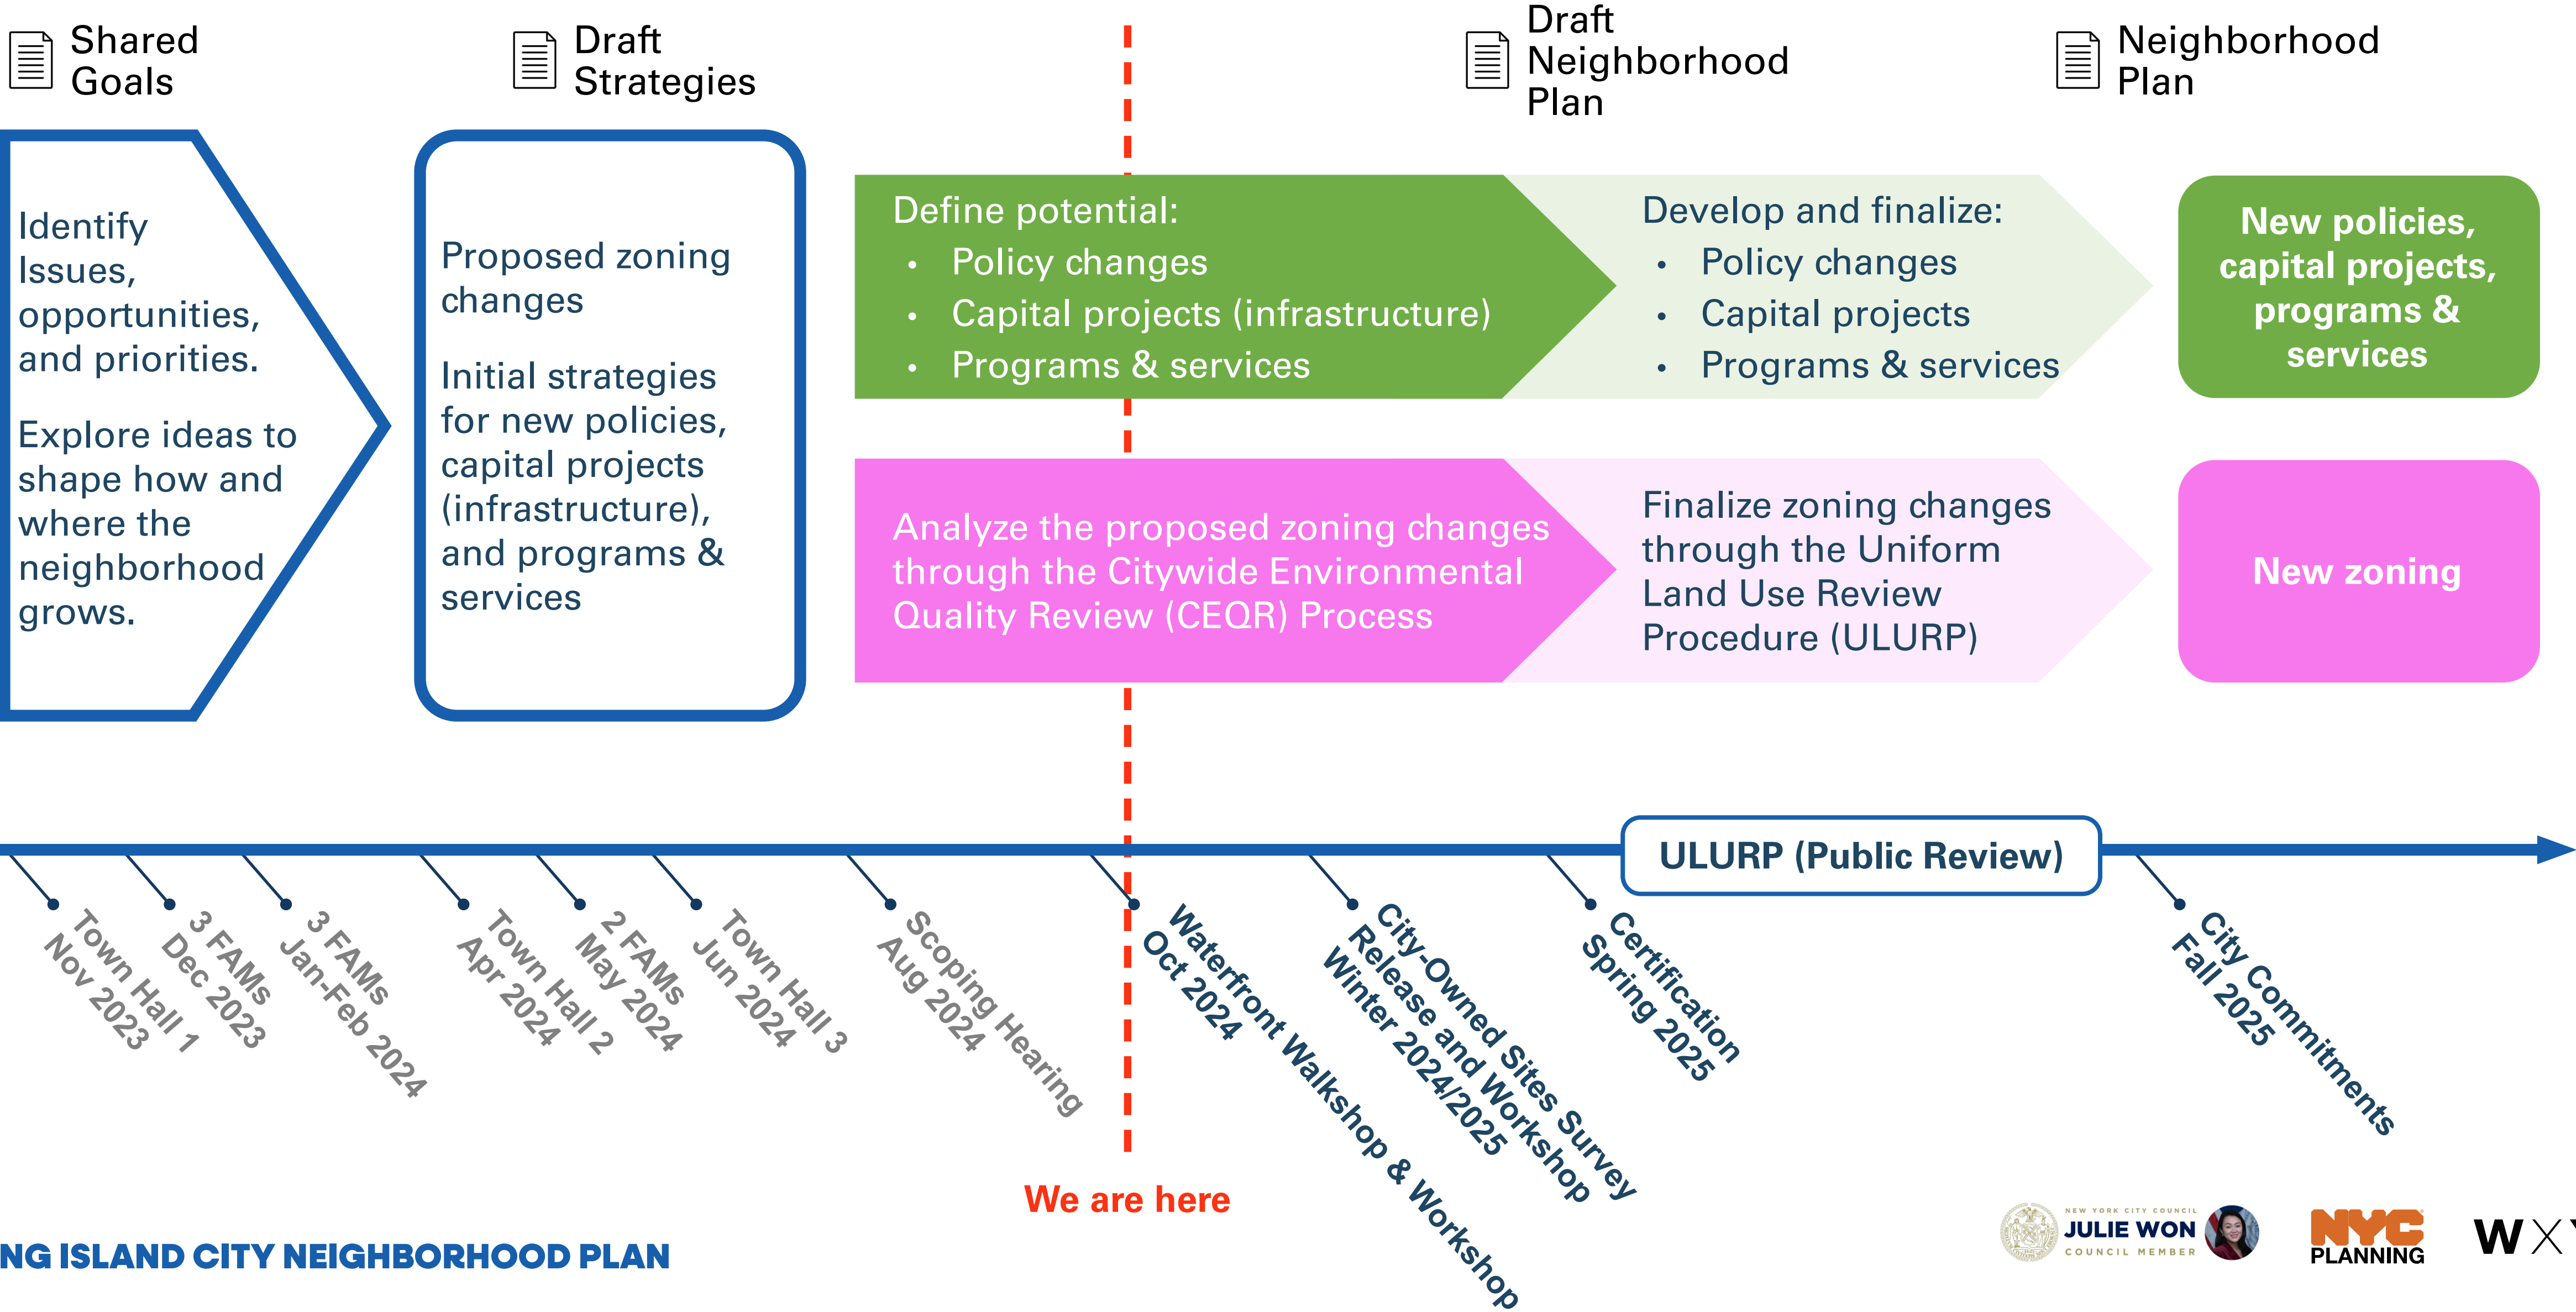 Shared
Goals
Draft
Strategies
Draft
Neighborhood
Plan
Neighborhood
Plan
Identify
Issues,
opportunities,
and priorities.
Explore ideas to
shape how and
where the
neighborhood
grows.
Proposed zoning
changes
Initial strategies
for new policies,
capital projects
(infrastructure),
and programs &
services
Define potential:
• Policy changes
• Capital projects (infrastructure)
• Programs & services
Develop and finalize:
• Policy changes
• Capital projects
• Programs & services
New policies,
capital projects,
programs &
services
Analyze the proposed zoning changes
through the Citywide Environmental
Quality Review (CEQR) Process
Finalize zoning changes
through the Uniform
Land Use Review
Procedure (ULURP)
New zoning
ULURP (Public Review)
Town Hall 1
Nov 2023
3 FAMs
Dec 2023
3 FAMs
Jan-Feb 2024
Town Hall 2
Apr 2024
2 FAMs
May 2024
Town Hall 3
Jun 2024
Scoping Hearing
Aug 2024
Waterfront Walkshop & Workshop
Oct 2024
City-Owned Sites Survey
Release and Workshop
Winter 2024/2025
Certification
Spring 2025
City Commitments
Fall 2025
We are here
NG ISLAND CITY NEIGHBORHOOD PLAN
NEW YORK CITY COUNCIL
JULIE WON
COUNCIL MEMBER
NYC
PLANNING
W X Y